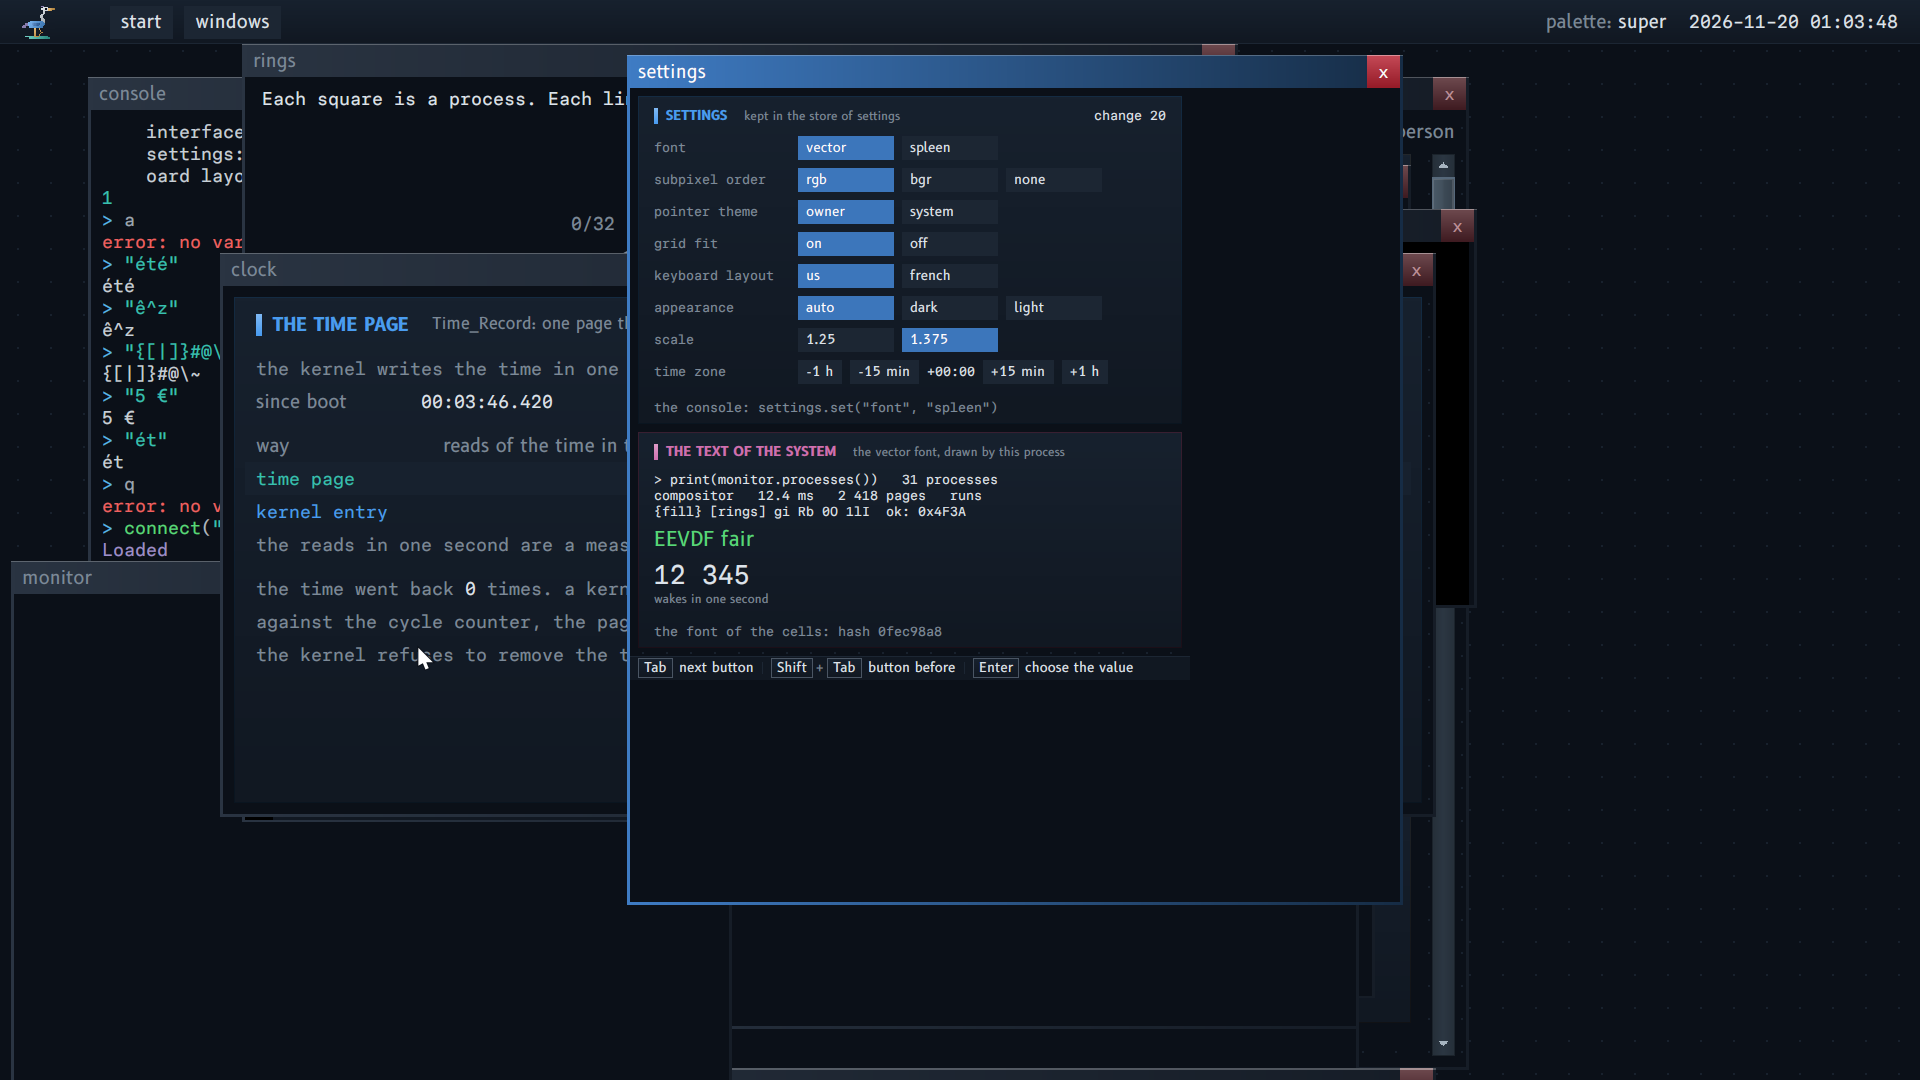 start windows palette: super 2026-11-20 01:03:48
rings
Each square is a process. Each li
0/32
console
interface
settings:
oard layo
1
> a
error: no var
> "été"
été
> "ê^z"
ê^z
> "{[|]}#@\
{[|]}#@\~
> "5 €"
5 €
> "ét"
ét
> q
error: no v
> connect("
Loaded
monitor
clock
THE TIME PAGE Time_Record: one page t
the kernel writes the time in one
since boot 00:03:46.420
way reads of the time in
time page
kernel entry
the reads in one second are a meas
the time went back 0 times. a kern
against the cycle counter, the pag
the kernel refuses to remove the t
settings x
SETTINGS kept in the store of settings change 20
font vector spleen
subpixel order rgb bgr none
pointer theme owner system
grid fit on off
keyboard layout us french
appearance auto dark light
scale 1.25 1.375
time zone -1 h -15 min +00:00 +15 min +1 h
the console: settings.set("font", "spleen")
THE TEXT OF THE SYSTEM the vector font, drawn by this process
> print(monitor.processes()) 31 processes
compositor 12.4 ms 2 418 pages runs
{fill} [rings] gi Rb 0O 1lI ok: 0x4F3A
EEVDF fair
12 345
wakes in one second
the font of the cells: hash 0fec98a8
Tab next button Shift + Tab button before Enter choose the value
x
erson
x
x